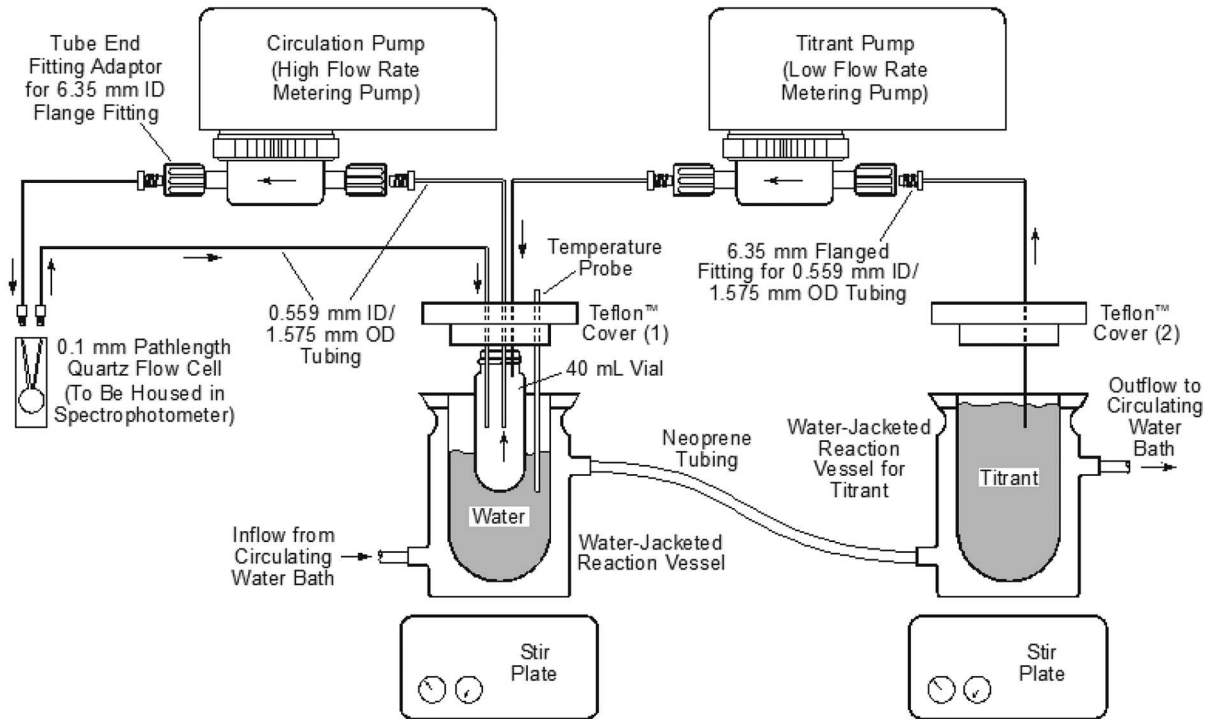 Tube End
Fitting Adaptor
for 6.35 mm ID
Flange Fitting
Circulation Pump
(High Flow Rate
Metering Pump)
Titrant Pump
(Low Flow Rate
Metering Pump)
Temperature
Probe
6.35 mm Flanged
Fitting for 0.559 mm ID/
1.575 mm OD Tubing
0.559 mm ID/
1.575 mm OD
Tubing
Teflon™
Cover (1)
Teflon™
Cover (2)
0.1 mm Pathlength
Quartz Flow Cell
(To Be Housed in
Spectrophotometer)
40 mL Vial
Neoprene
Tubing
Water-Jacketed
Reaction
Vessel for
Titrant
Outflow to
Circulating
Water
Bath
Titrant
Water
Inflow from
Circulating
Water Bath
Water-Jacketed
Reaction Vessel
Stir
Plate
Stir
Plate